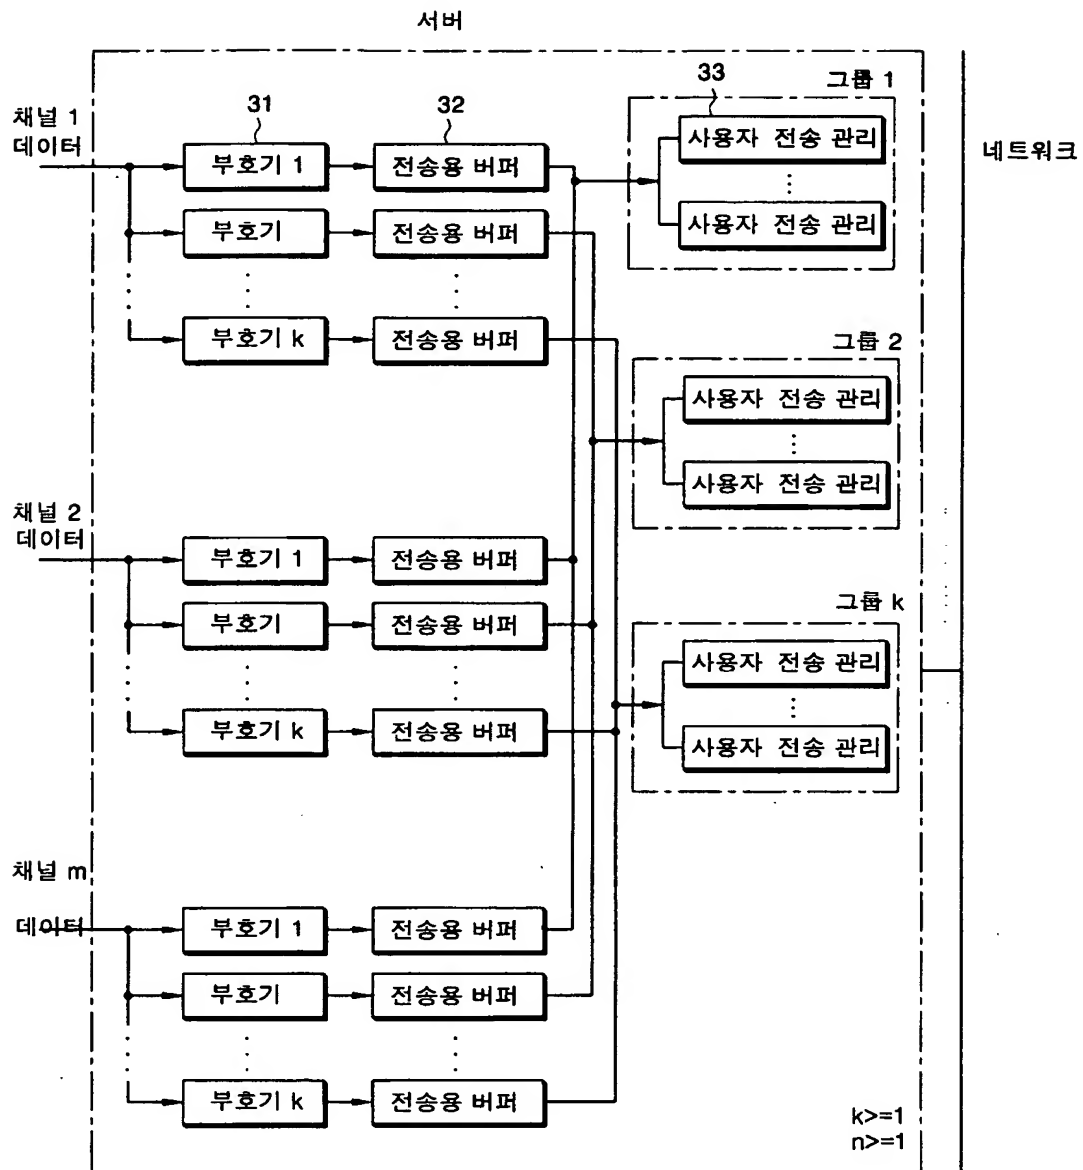 서버
채널 1
데이터
31
32
33
그룹 1
부호기 1
전송용 버퍼
사용자 전송 관리
네트워크
부호기
전송용 버퍼
사용자 전송 관리
부호기 k
전송용 버퍼
그룹 2
사용자 전송 관리
사용자 전송 관리
채널 2
데이터
부호기 1
전송용 버퍼
부호기
전송용 버퍼
그룹 k
사용자 전송 관리
부호기 k
전송용 버퍼
사용자 전송 관리
채널 m
데이터
부호기 1
전송용 버퍼
부호기
전송용 버퍼
부호기 k
전송용 버퍼
k>=1
n>=1